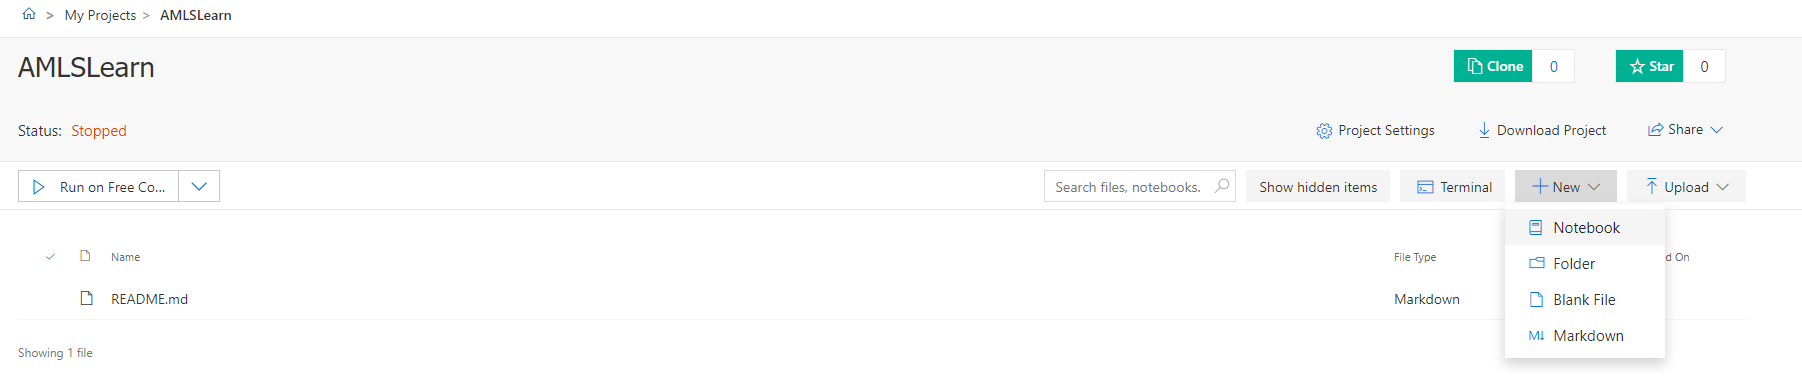 > My Projects > AMLSLearn
AMLSLearn
Clone 0 Star 0
Status: Stopped
Project Settings Download Project Share
Run on Free Co... Search files, notebooks. Show hidden items Terminal New Upload
Notebook
Name File Type d On
Folder
README.md Markdown Blank File
Markdown
Showing 1 file